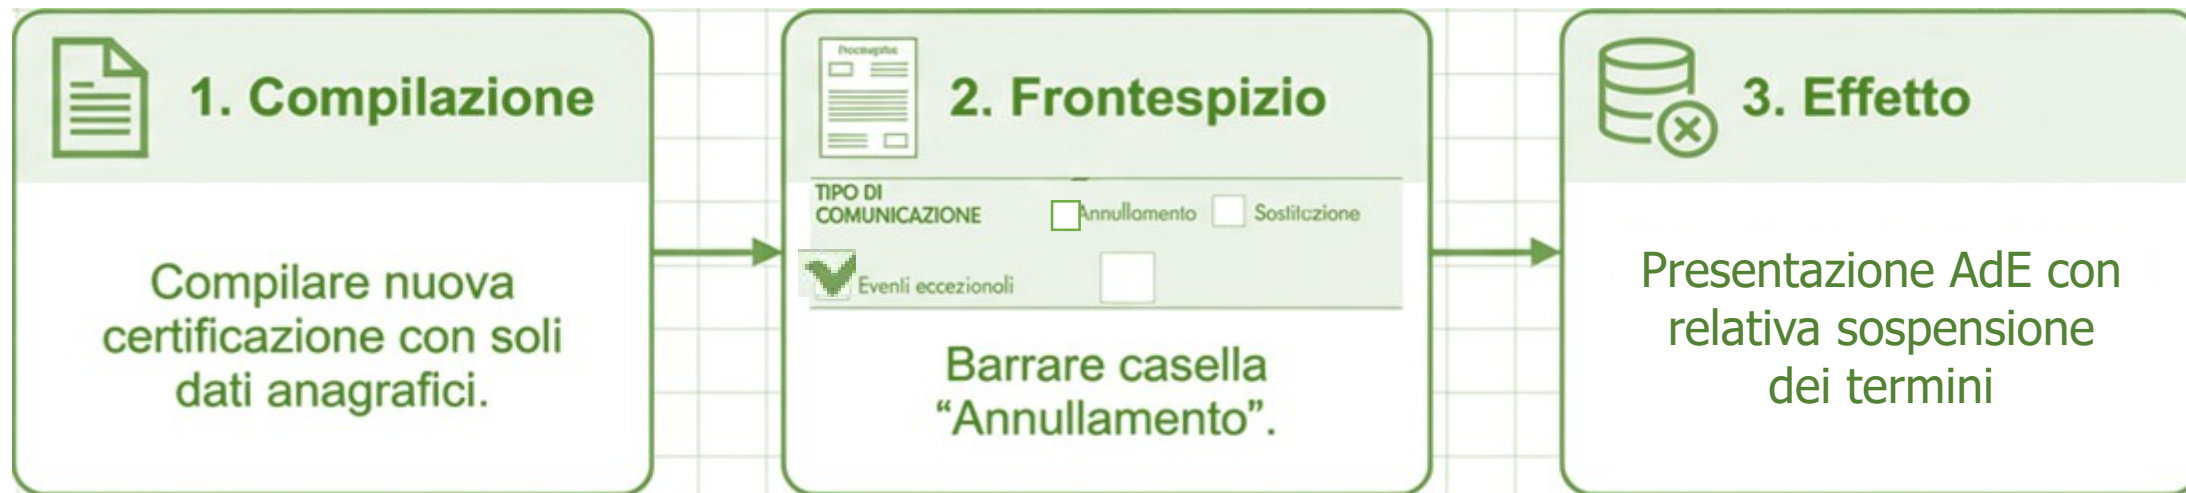 1. Compilazione
Compilare nuova
certificazione con soli
dati anagrafici.
2. Frontespizio
TIPO DI
COMUNICAZIONE
Annullamento
Sostituzione
Eventi eccezionali
Barrare casella
“Annullamento”.
3. Effetto
Presentazione AdE con
relativa sospensione
dei termini